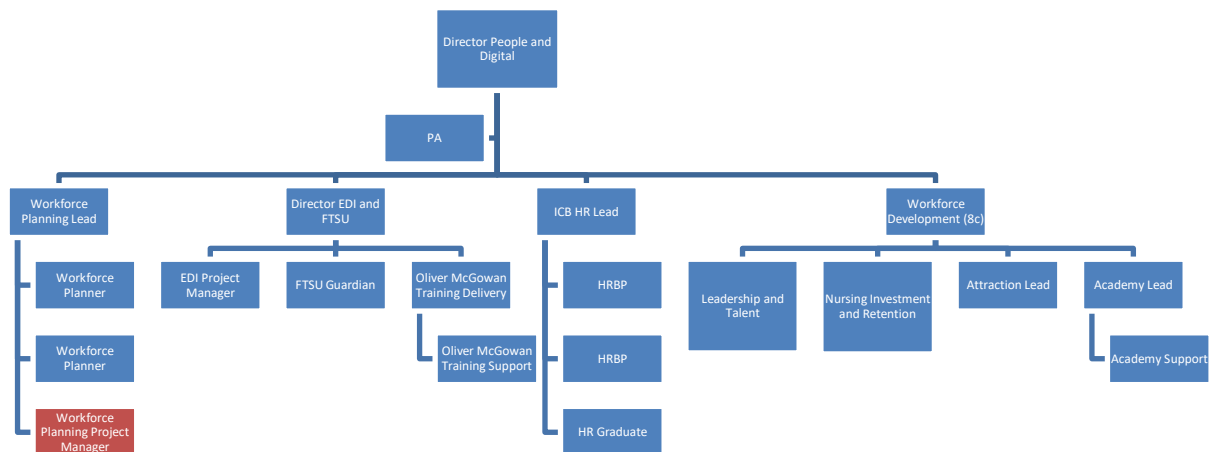 Director People and
Digital
PA
Workforce
Planning Lead
Director EDI and
FTSU
ICB HR Lead
Workforce
Development (8c)
Workforce
Planner
EDI Project
Manager
FTSU Guardian
Oliver McGowan
Training Delivery
HRBP
Leadership and
Talent
Nursing Investment
and Retention
Attraction Lead
Academy Lead
Workforce
Planner
Oliver McGowan
Training Support
HRBP
Academy Support
Workforce
Planning Project
Manager
HR Graduate